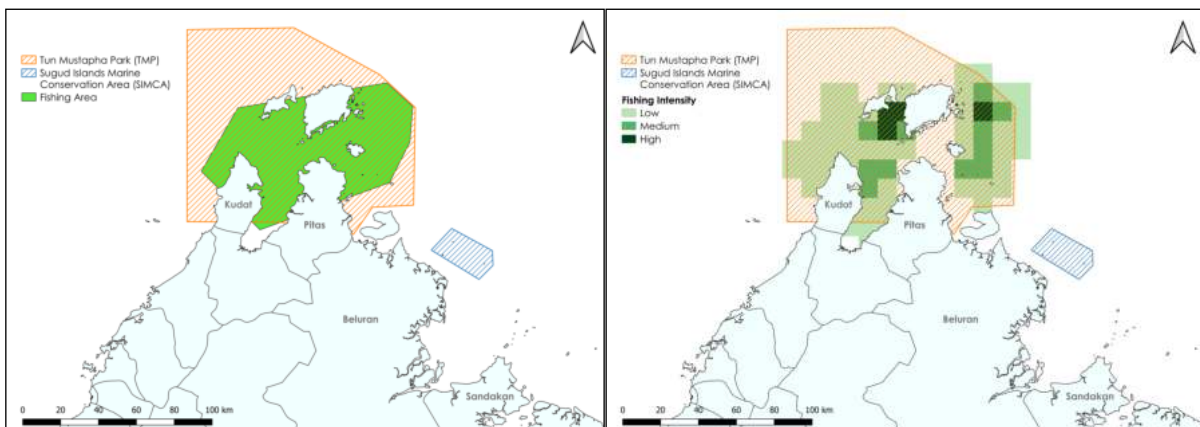 Tun Mustapha Park (TMP)
Sugud Islands Marine
Conservation Area (SIMCA)
Fishing Area
Kudat
Pitas
Beluran
Sandakan
0 20 40 60 80 100 km
Tun Mustapha Park (TMP)
Sugud Islands Marine
Conservation Area (SIMCA)
Fishing Intensity
Low
Medium
High
Kudat
Pitas
Beluran
Sandakan
0 20 40 60 80 100 km